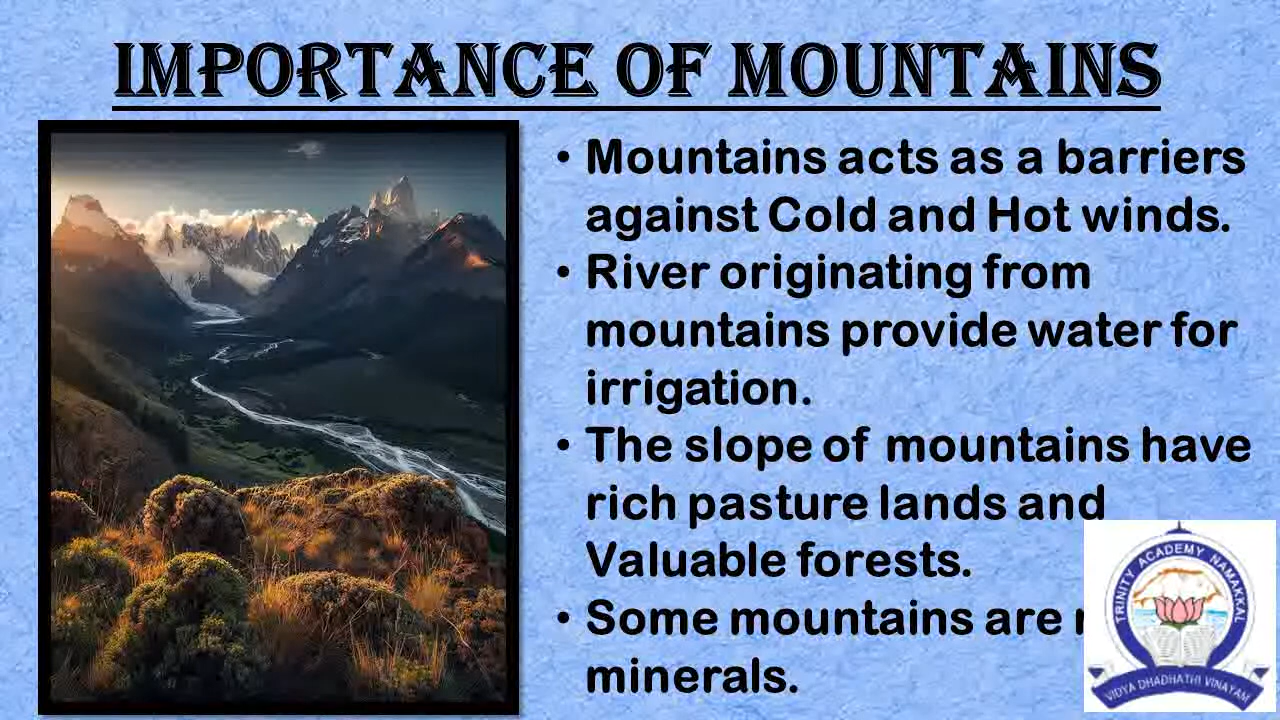 IMPORTANCE OF MOUNTAINS
• Mountains acts as a barriers
against Cold and Hot winds.
• River originating from
mountains provide water for
irrigation.
• The slope of mountains have
rich pasture lands and
Valuable forests.
• Some mountains are
minerals.
TRINITY ACADEMY NAMAKKAL
VIDYA DHADHATHI VINAYAM